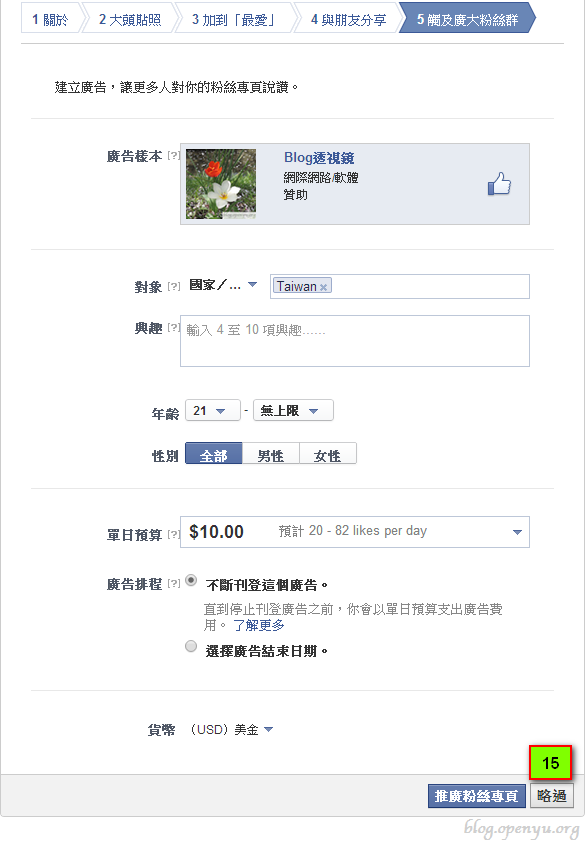 1 關於 2 大頭貼照 3 加到「最愛」 4 與朋友分享 5 觸及廣大粉絲群
建立廣告，讓更多人對你的粉絲專頁說讚。
廣告樣本 [?]
Blog透視鏡
網際網路/軟體
贊助
對象 [?] 國家／... Taiwan ×
興趣 [?] 輸入 4 至 10 項興趣......
年齡 21 - 無上限
性別 全部 男性 女性
單日預算 [?] $10.00 預計 20 - 82 likes per day
廣告排程 [?] 不斷刊登這個廣告。
直到停止刊登廣告之前，你會以單日預算支出廣告費
用。 了解更多
選擇廣告結束日期。
貨幣 （USD）美金
15
推廣粉絲專頁 略過
blog.openyu.org